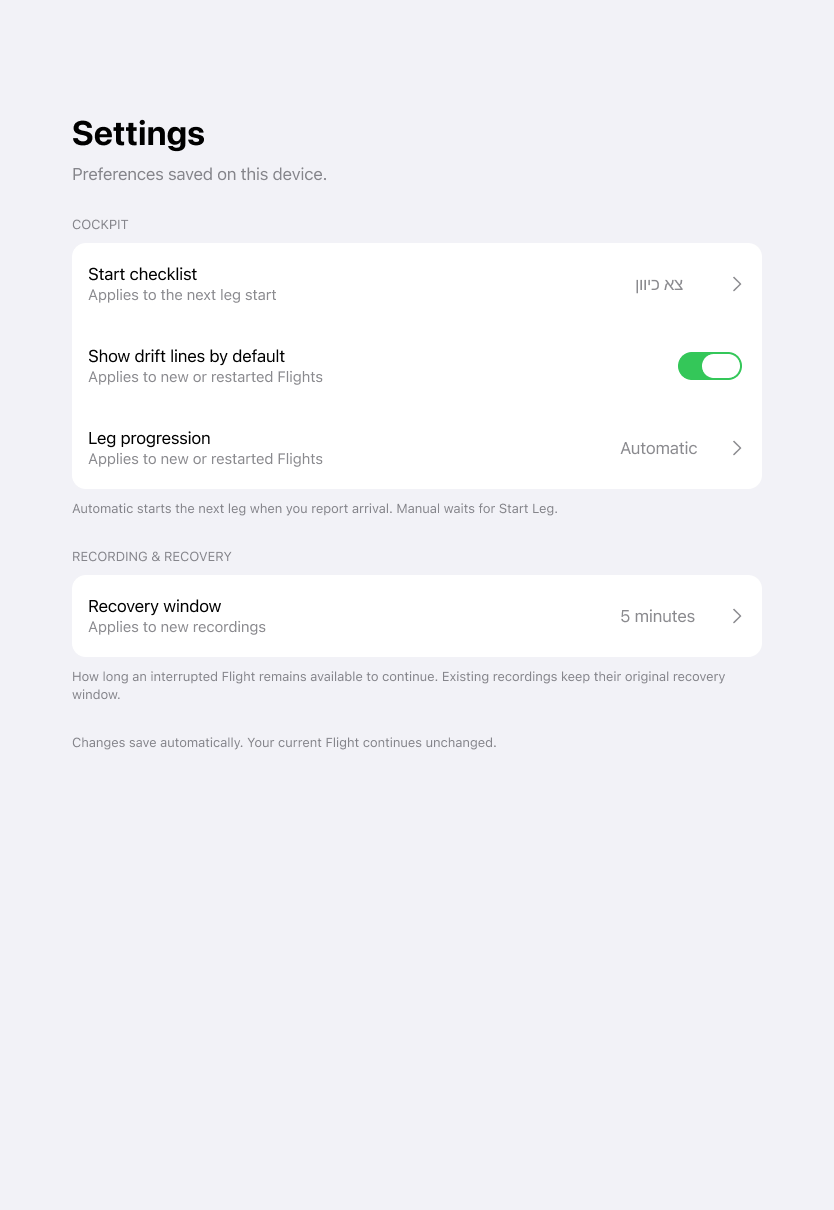 Settings
Preferences saved on this device.
COCKPIT
Start checklist
Applies to the next leg start
צא כיוון
Show drift lines by default
Applies to new or restarted Flights
Leg progression
Applies to new or restarted Flights
Automatic
Automatic starts the next leg when you report arrival. Manual waits for Start Leg.
RECORDING & RECOVERY
Recovery window
Applies to new recordings
5 minutes
How long an interrupted Flight remains available to continue. Existing recordings keep their original recovery
window.
Changes save automatically. Your current Flight continues unchanged.